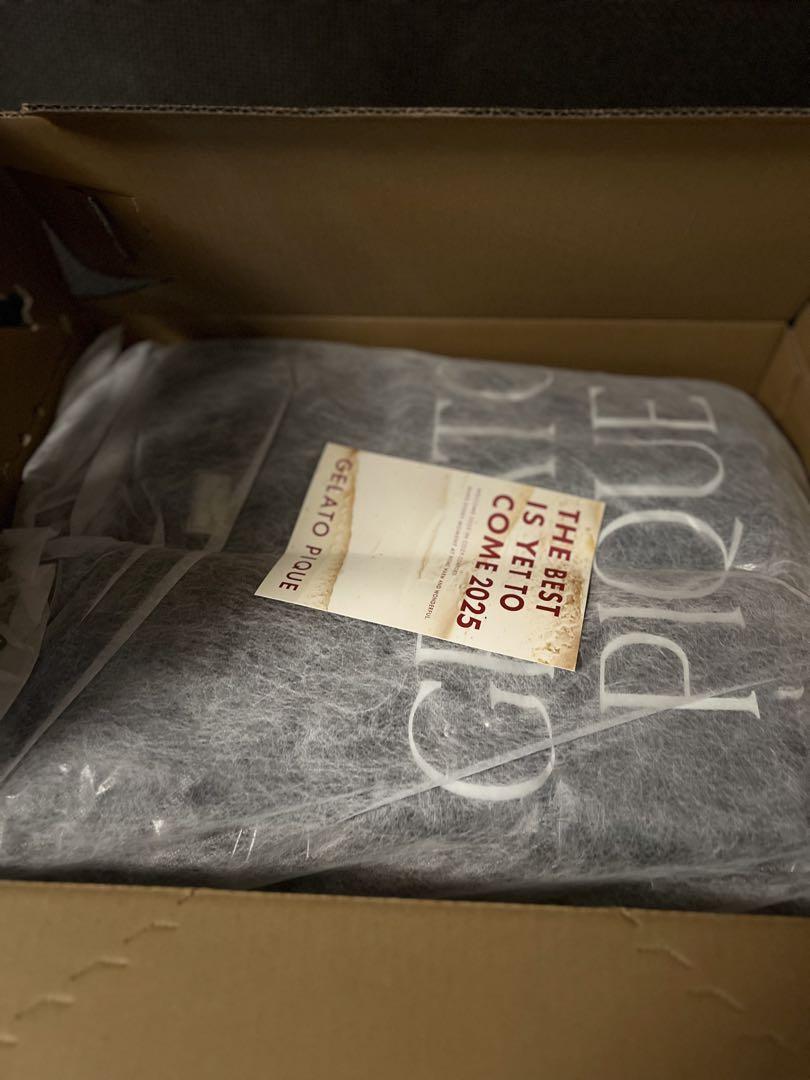 GELATO
PIQUE
THE BEST
IS YET TO
COME 2025
GELATO PIQUE